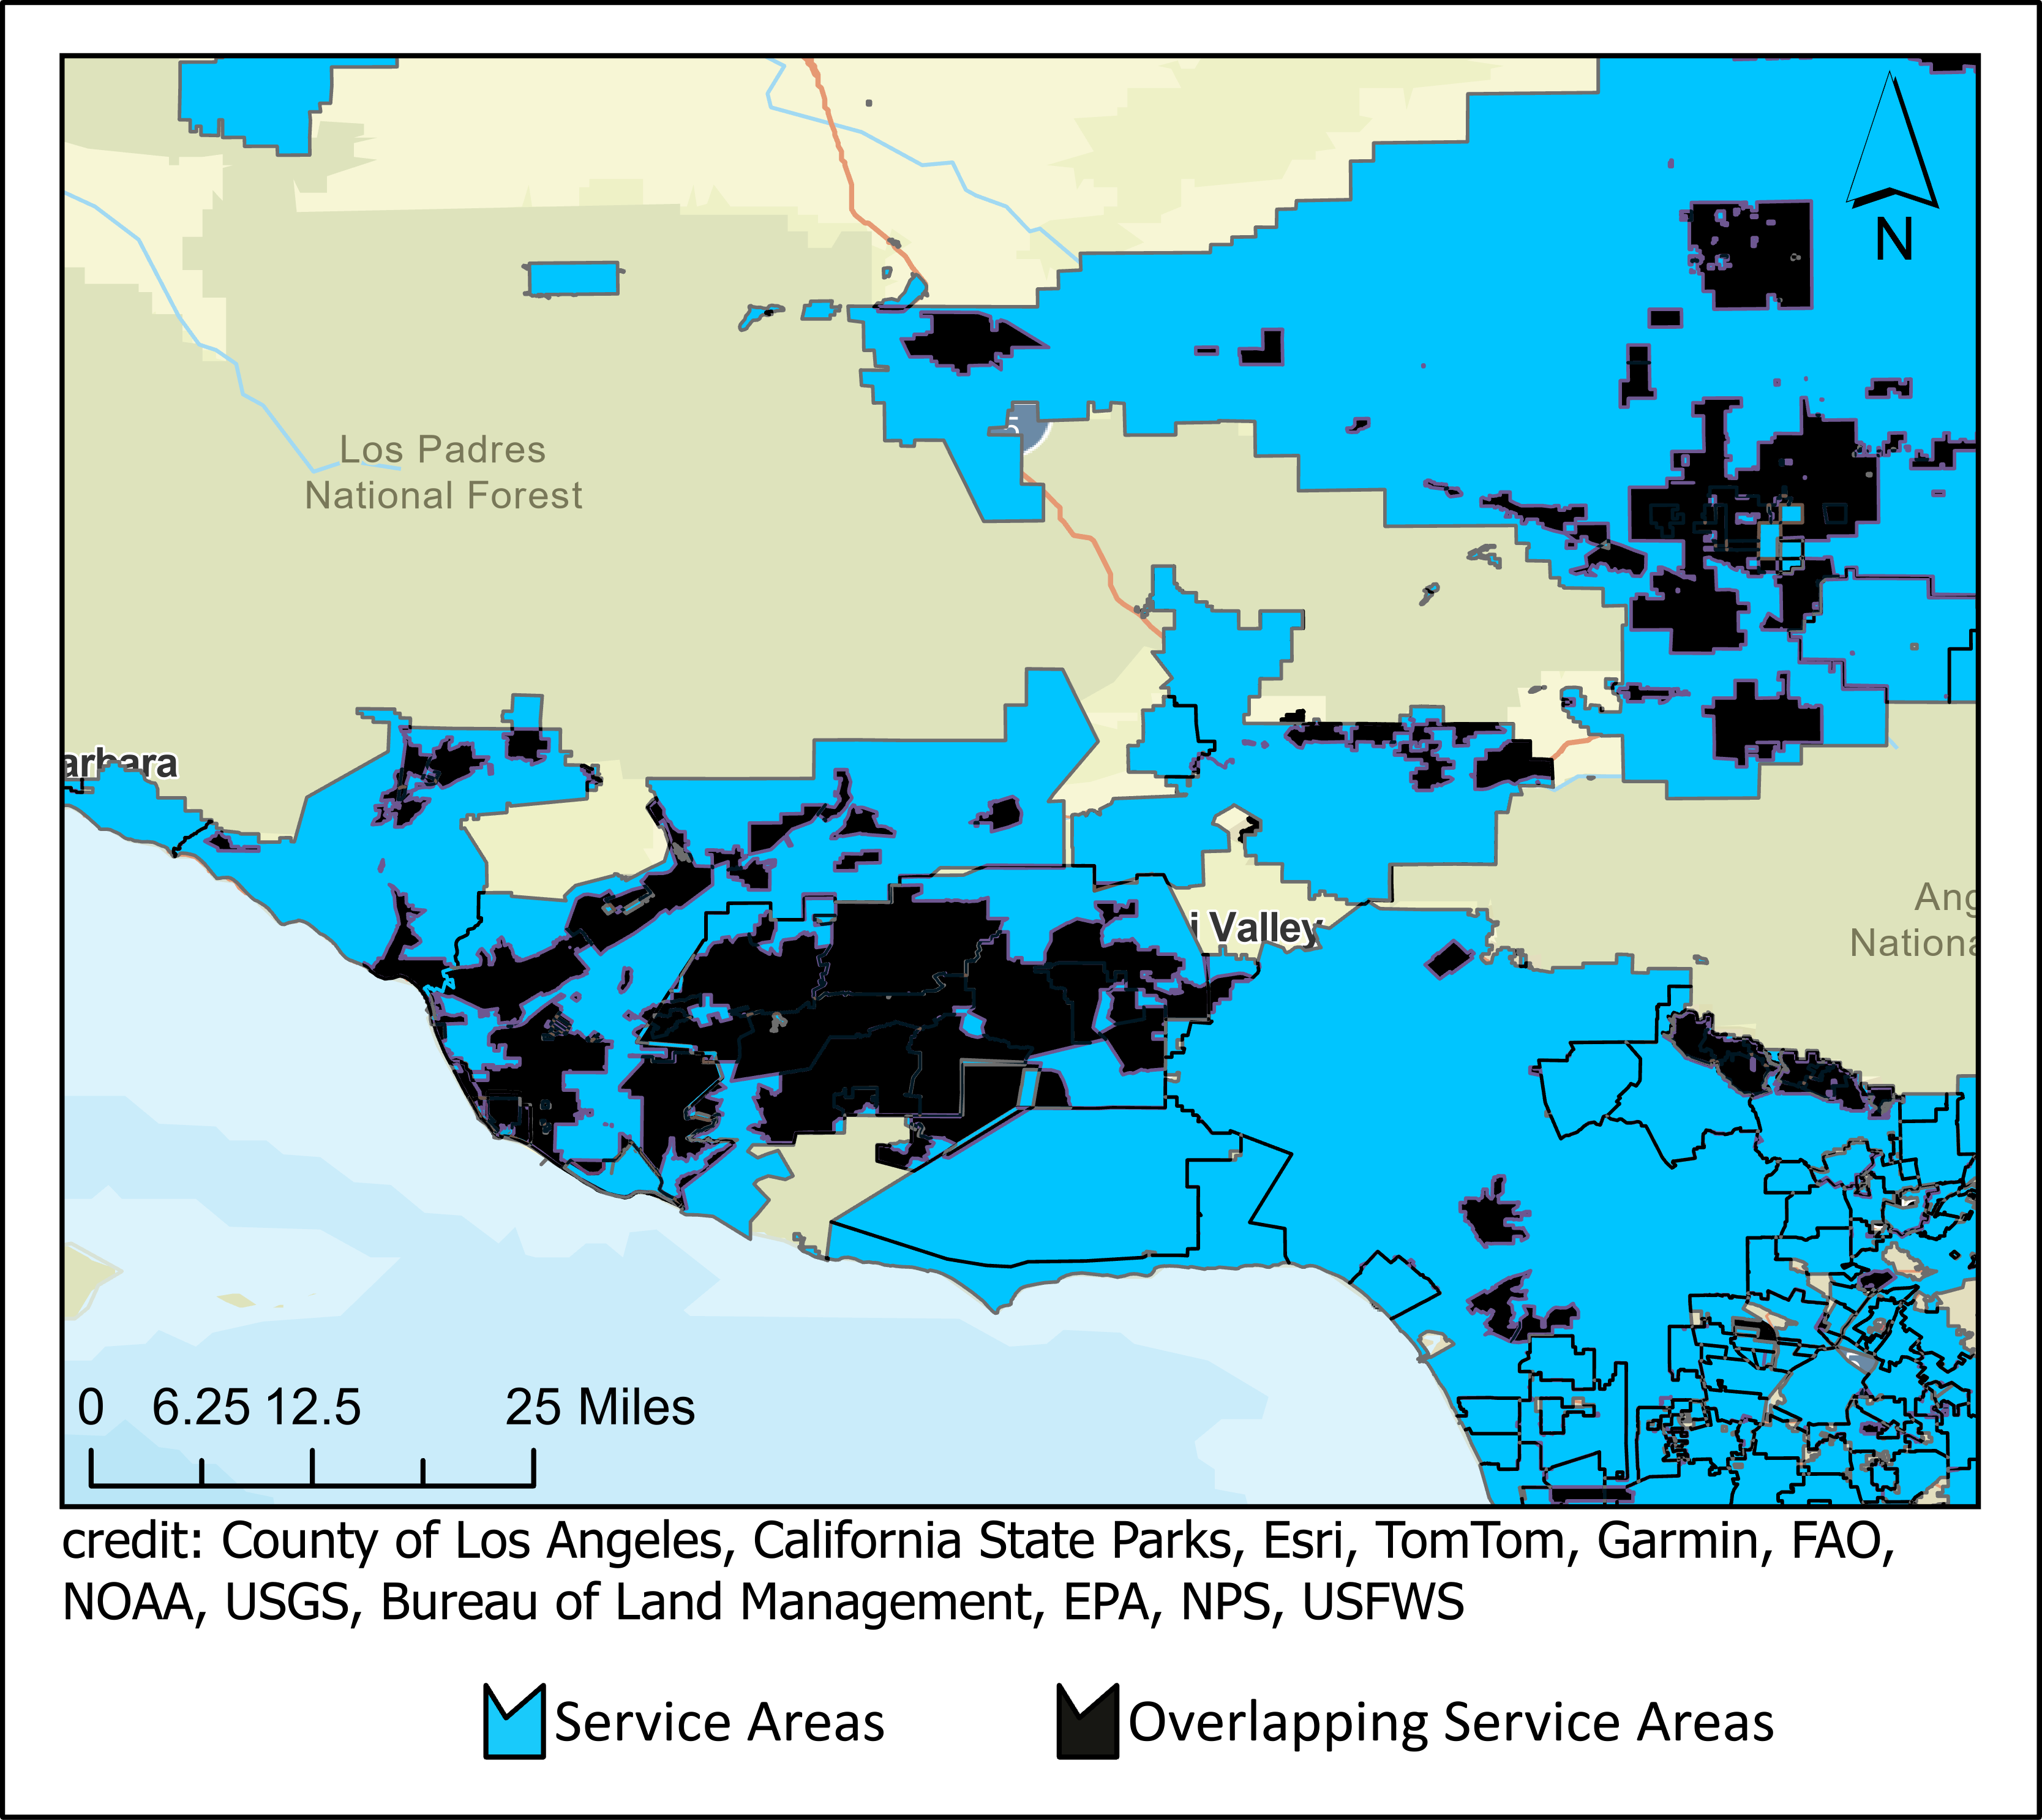 N
Los Padres
National Forest
arbara
i Valley
Ang
Nationa
0 6.25 12.5 25 Miles
credit: County of Los Angeles, California State Parks, Esri, TomTom, Garmin, FAO,
NOAA, USGS, Bureau of Land Management, EPA, NPS, USFWS
Service Areas
Overlapping Service Areas